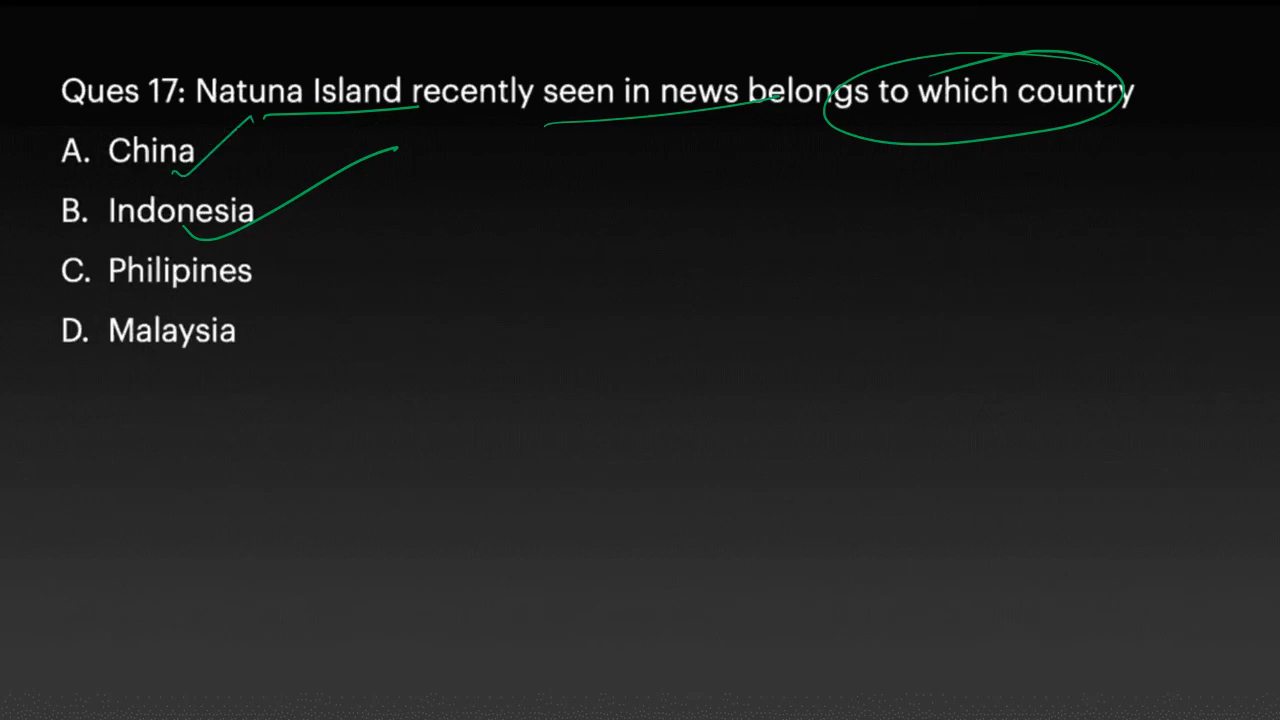 Ques 17: Natuna Island recently seen in news belongs to which country
A. China
B. Indonesia
C. Philipines
D. Malaysia